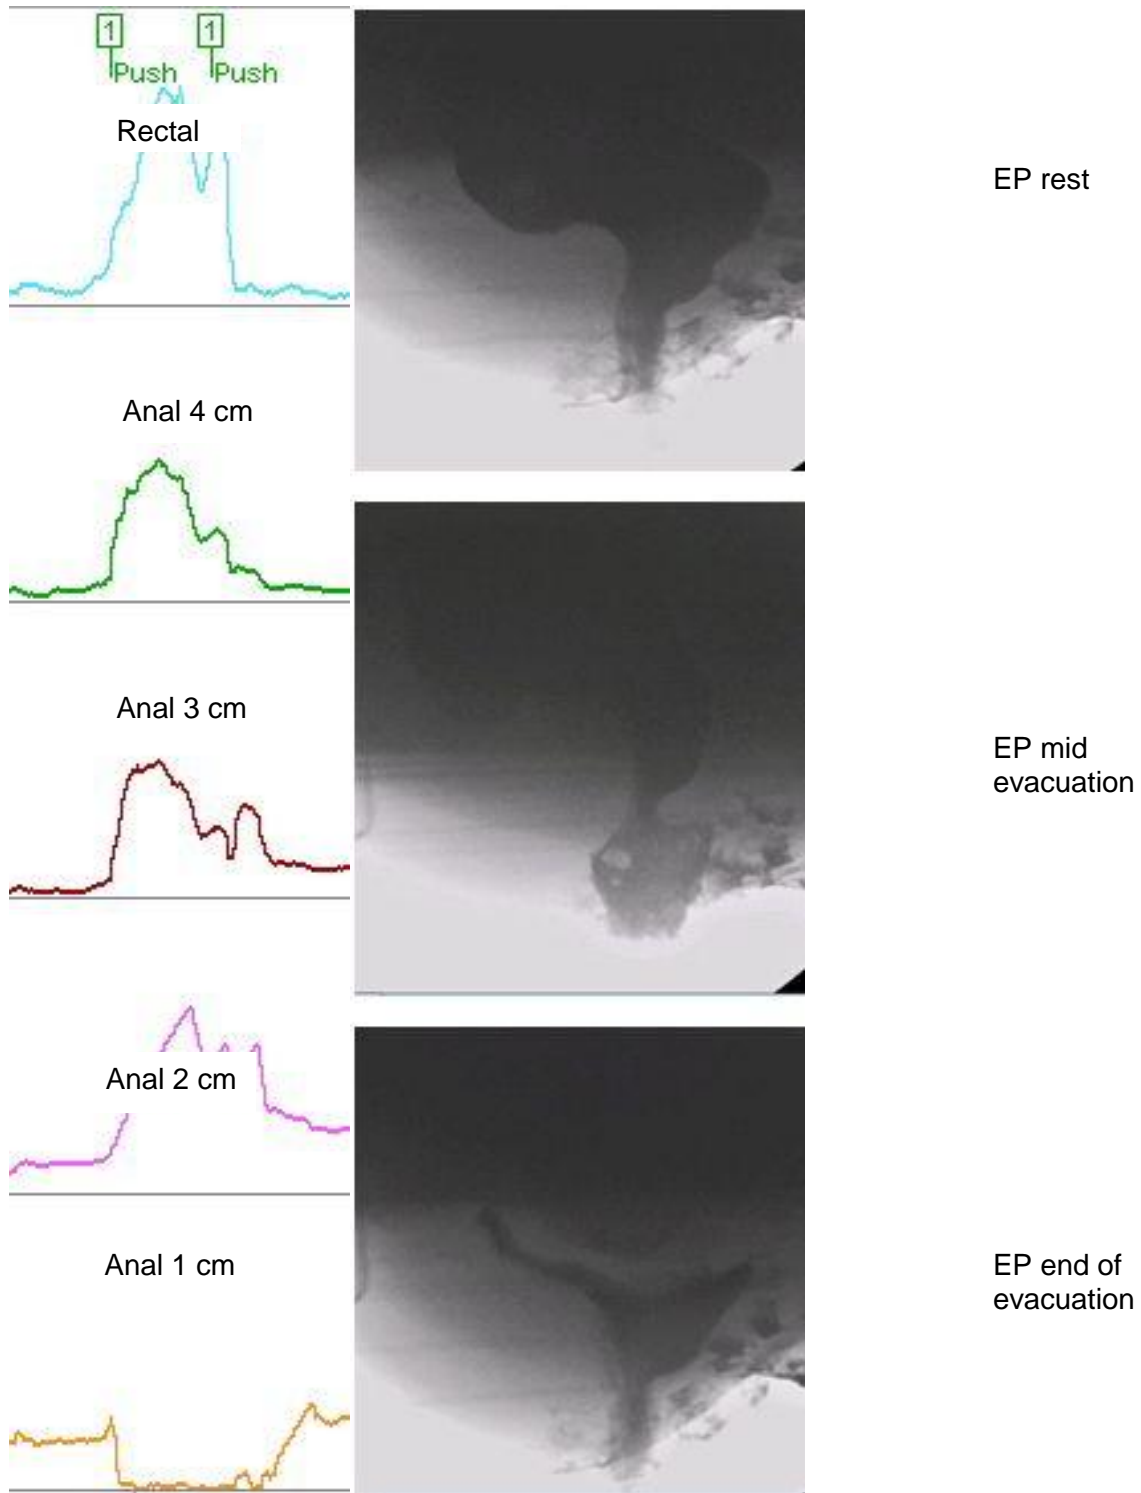 1 1
Push Push
Rectal
Anal 4 cm
Anal 3 cm
Anal 2 cm
Anal 1 cm
EP rest
EP mid
evacuation
EP end of
evacuation